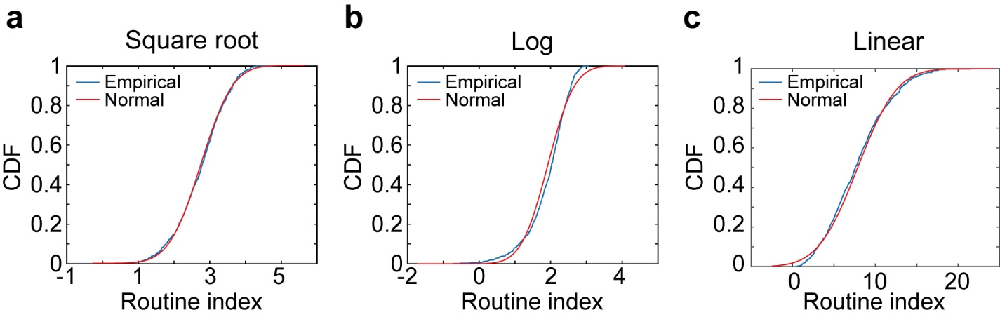 a
Square root
CDF
1
0.8
0.6
0.4
0.2
0
Empirical
Normal
-1
1
3
5
Routine index
b
Log
CDF
1
0.8
0.6
0.4
0.2
0
Empirical
Normal
-2
0
2
4
Routine index
c
Linear
CDF
1
0.8
0.6
0.4
0.2
0
Empirical
Normal
0
10
20
Routine index